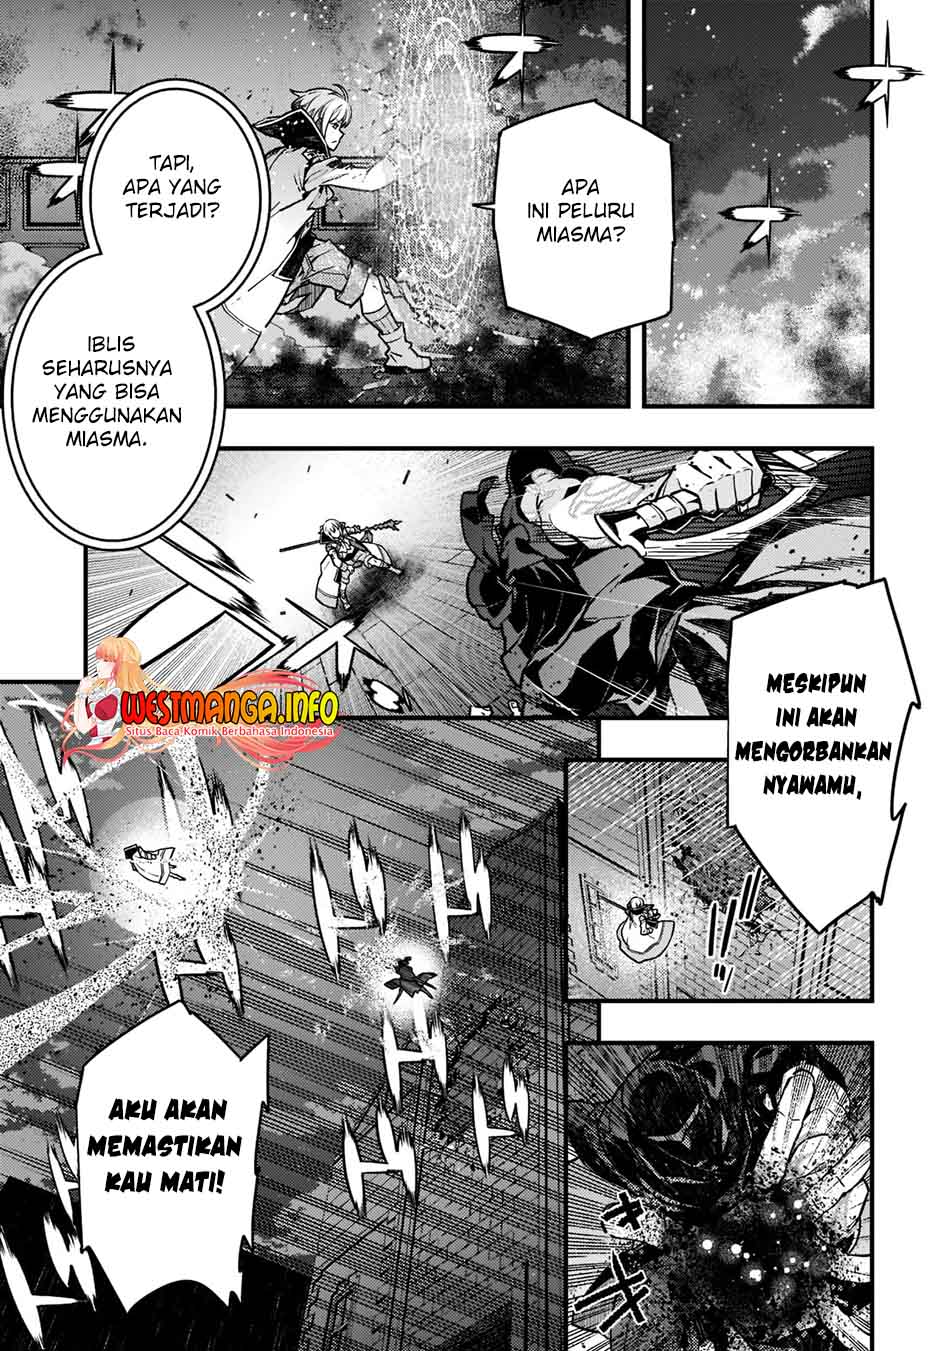 APA
INI PELURU
MIASMA?
TAPI,
APA YANG
TERJADI?
IBLIS
SEHARUSNYA
YANG BISA
MENGGUNAKAN
MIASMA.
MESKIPUN
INI AKAN
MENGORBANKAN
NYAWAMU,
WESTMANGA.INFO
Situs Baca Komik Berbahasa Indonesia
AKU AKAN
MEMASTIKAN
KAU MATI!